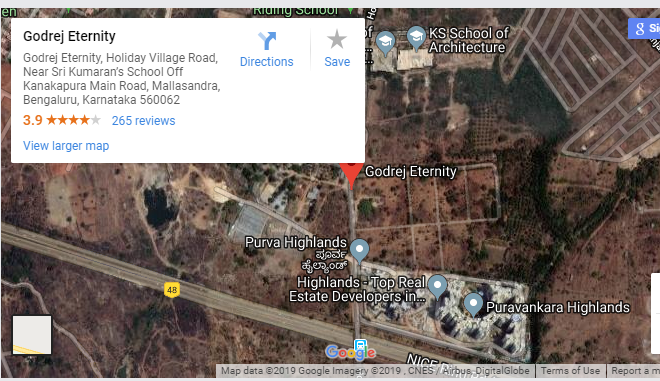 en
Riding School
Godrej Eternity
Godrej Eternity, Holiday Village Road,
Near Sri Kumaran's School Off
Kanakapura Main Road, Mallasandra,
Bengaluru, Karnataka 560062
3.9 265 reviews
View larger map
Directions
Save
of
KS School of
Architecture
Godrej Eternity
Purva Highlands
ಪೂರ್ವ
ಹೈಲ್ಯಾಂಡ್
Highlands - Top Real
Estate Developers in...
Puravankara Highlands
48
Google
Map data ©2019 Google Imagery ©2019 , CNES / Airbus, DigitalGlobe
Terms of Use
Report a m